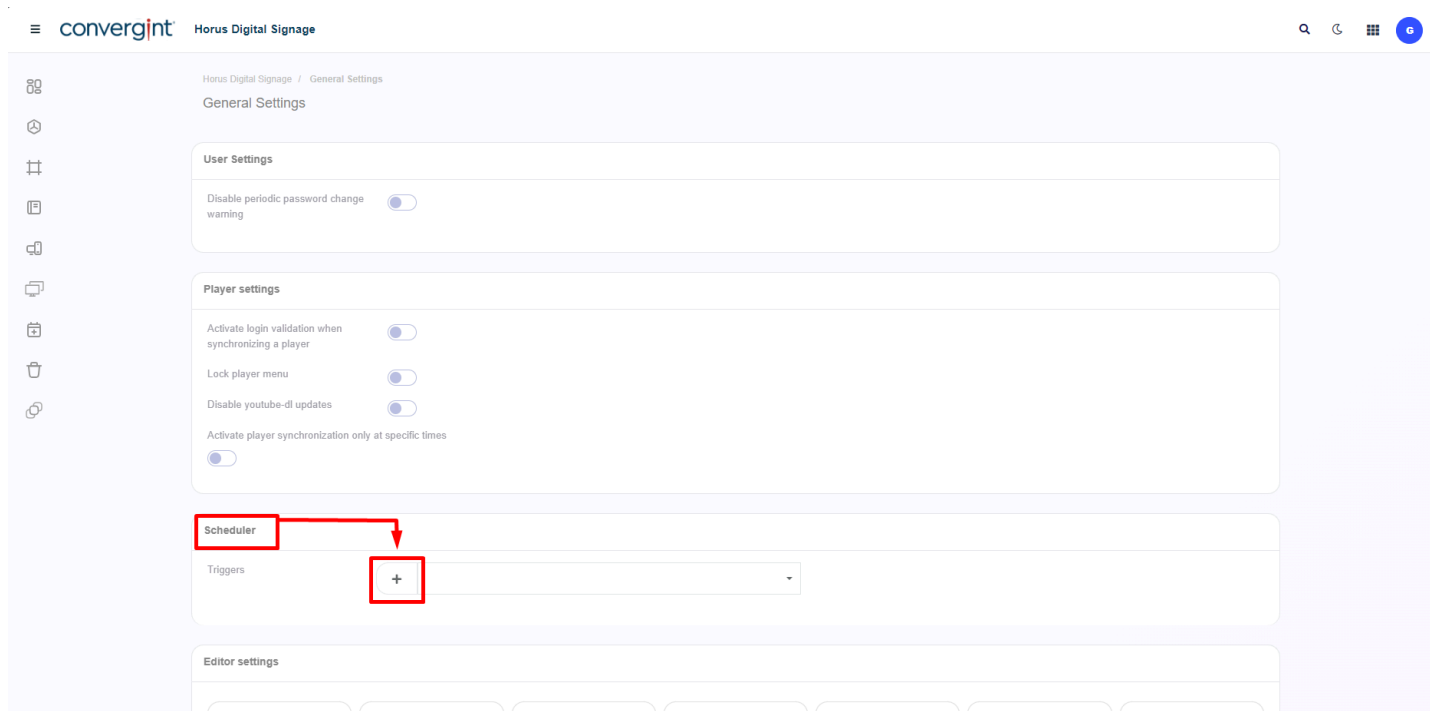 convergint
Horus Digital Signage
G
Horus Digital Signage / General Settings
General Settings
User Settings
Disable periodic password change
warning
Player settings
Activate login validation when
synchronizing a player
Lock player menu
Disable youtube-dl updates
Activate player synchronization only at specific times
Scheduler
Triggers
+
Editor settings